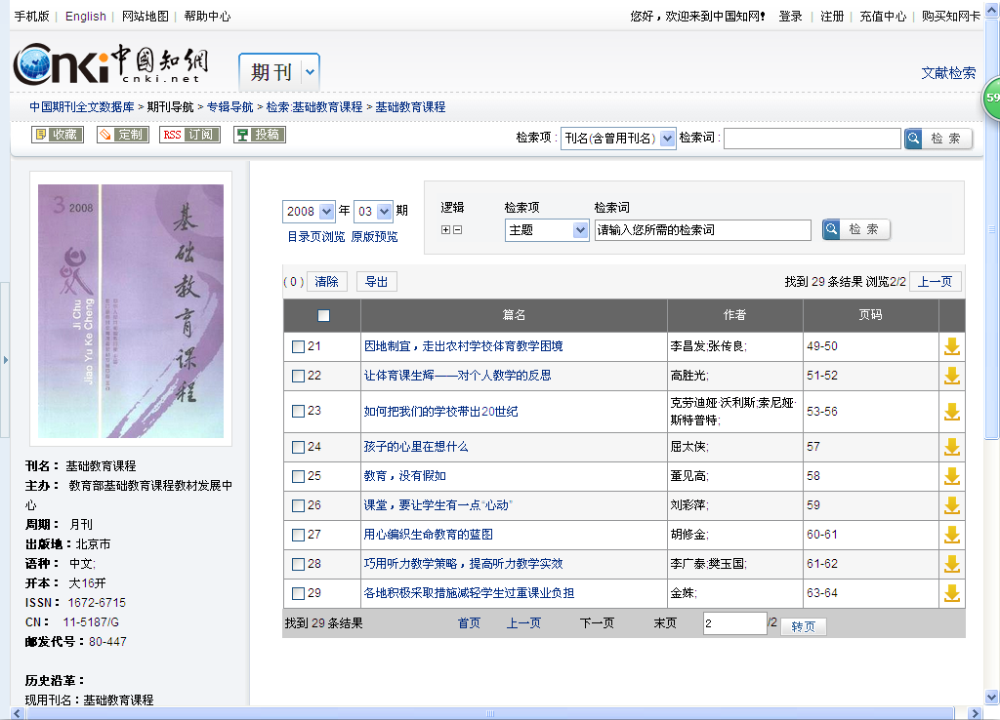 手机版 | English | 网站地图 | 帮助中心
您好，欢迎来到中国知网! 登录 | 注册 | 充值中心 | 购买知网卡
Cnki 中国知网
cnki.net
期刊
文献检索
中国期刊全文数据库 > 期刊导航 > 专辑导航 > 检索:基础教育课程 > 基础教育课程
收藏 定制 RSS 订阅 投稿
检索项: 刊名(含曾用刊名) 检索词: 检 索
3 2008
基础教育课程
Ji Chu
Jiao Yu Ke Cheng
刊名： 基础教育课程
主办： 教育部基础教育课程教材发展中
心
周期： 月刊
出版地：北京市
语种： 中文;
开本： 大16开
ISSN： 1672-6715
CN： 11-5187/G
邮发代号：80-447
历史沿革：
现用刊名：基础教育课程
2008 年 03 期
目录页浏览 原版预览
逻辑 检索项 检索词
主题 请输入您所需的检索词 检 索
( 0 ) 清除 导出 找到 29 条结果 浏览2/2 上一页
篇名 作者 页码
21 因地制宜，走出农村学校体育教学困境 李昌发;张传良; 49-50
22 让体育课生辉——对个人教学的反思 高胜光; 51-52
23 如何把我们的学校带出20世纪 克劳迪娅·沃利斯;索尼娅·
斯特普特; 53-56
24 孩子的心里在想什么 屈太侠; 57
25 教育，没有假如 董见高; 58
26 课堂，要让学生有一点“心动” 刘彩萍; 59
27 用心编织生命教育的蓝图 胡修金; 60-61
28 巧用听力教学策略，提高听力教学实效 李广泰;樊玉国; 61-62
29 各地积极采取措施减轻学生过重课业负担 金姝; 63-64
找到 29 条结果 首页 上一页 下一页 末页 2 /2 转页
59